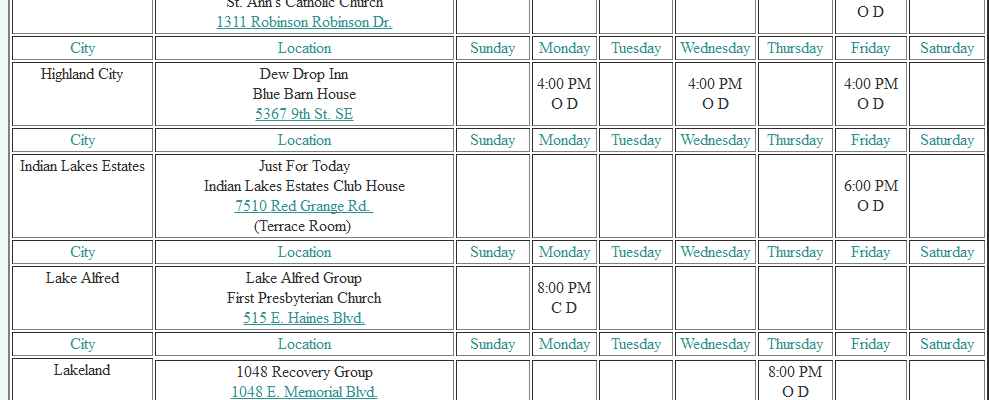 St. Ann's Catholic Church
1311 Robinson Robinson Dr.
O D
City Location Sunday Monday Tuesday Wednesday Thursday Friday Saturday
Highland City
Dew Drop Inn
Blue Barn House
5367 9th St. SE
4:00 PM
O D
4:00 PM
O D
4:00 PM
O D
City Location Sunday Monday Tuesday Wednesday Thursday Friday Saturday
Indian Lakes Estates
Just For Today
Indian Lakes Estates Club House
7510 Red Grange Rd.
(Terrace Room)
6:00 PM
O D
City Location Sunday Monday Tuesday Wednesday Thursday Friday Saturday
Lake Alfred
Lake Alfred Group
First Presbyterian Church
515 E. Haines Blvd.
8:00 PM
C D
City Location Sunday Monday Tuesday Wednesday Thursday Friday Saturday
Lakeland
1048 Recovery Group
1048 E. Memorial Blvd.
8:00 PM
O D